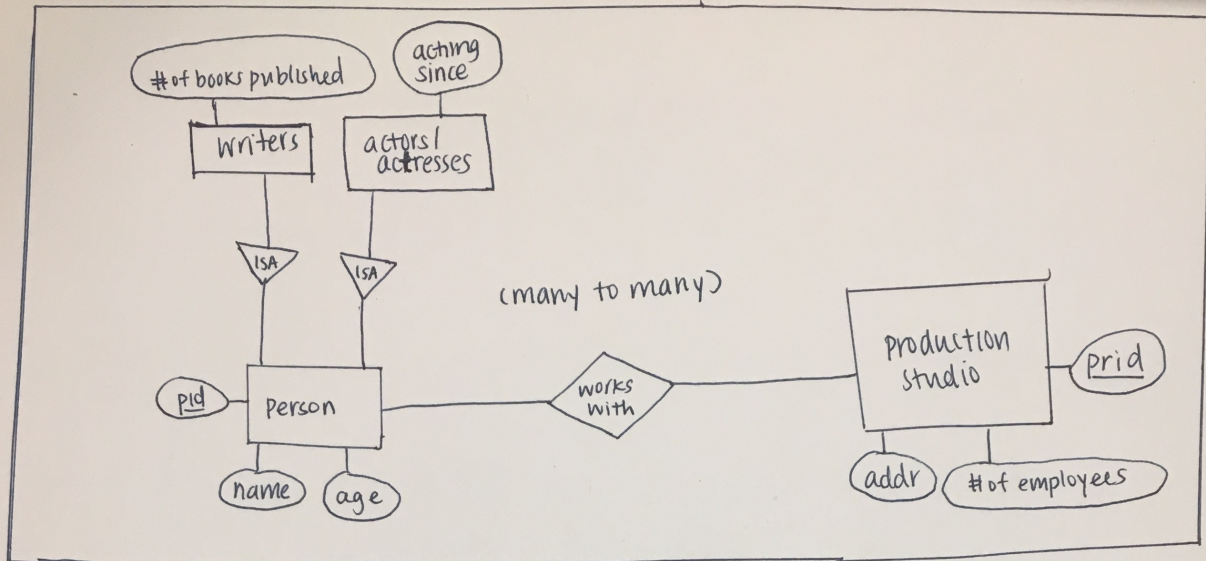 # of books published
acting
since
writers
actors/
actresses
ISA
ISA
(many to many)
works
with
production
studio
prid
pid
person
name
age
addr
# of employees